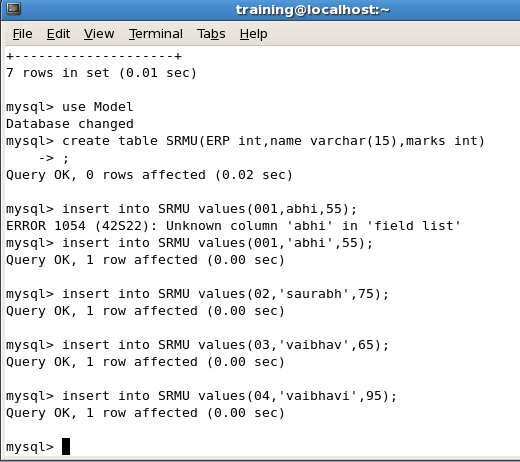 training@localhost:~
File Edit View Terminal Tabs Help
+--------------------+
7 rows in set (0.01 sec)
mysql> use Model
Database changed
mysql> create table SRMU(ERP int,name varchar(15),marks int)
    -> ;
Query OK, 0 rows affected (0.02 sec)
mysql> insert into SRMU values(001,abhi,55);
ERROR 1054 (42S22): Unknown column 'abhi' in 'field list'
mysql> insert into SRMU values(001,'abhi',55);
Query OK, 1 row affected (0.00 sec)
mysql> insert into SRMU values(02,'saurabh',75);
Query OK, 1 row affected (0.00 sec)
mysql> insert into SRMU values(03,'vaibhav',65);
Query OK, 1 row affected (0.00 sec)
mysql> insert into SRMU values(04,'vaibhavi',95);
Query OK, 1 row affected (0.00 sec)
mysql>